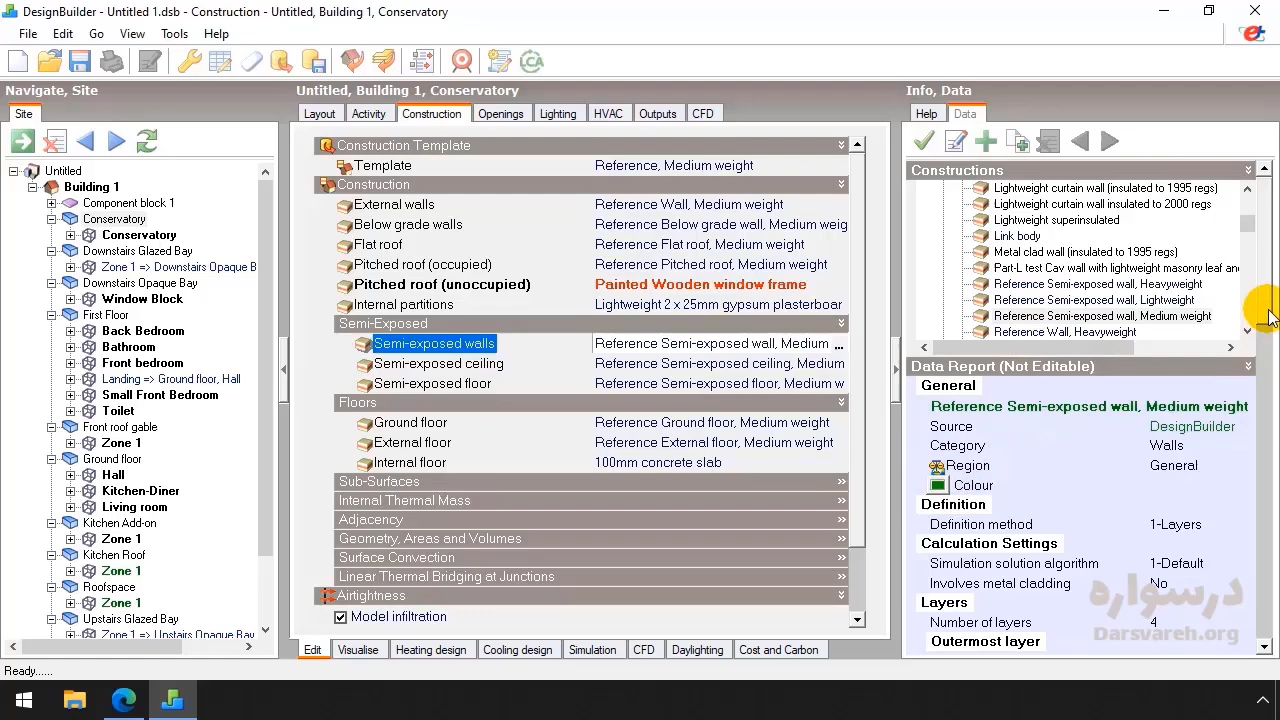 DesignBuilder - Untitled 1.dsb - Construction - Untitled, Building 1, Conservatory
File Edit Go View Tools Help
Navigate, Site
Site
Untitled
Building 1
Component block 1
Conservatory
Conservatory
Downstairs Glazed Bay
Zone 1 => Downstairs Opaque B
Downstairs Opaque Bay
Window Block
First Floor
Back Bedroom
Bathroom
Front bedroom
Landing => Ground floor, Hall
Small Front Bedroom
Toilet
Front roof gable
Zone 1
Ground floor
Hall
Kitchen-Diner
Living room
Kitchen Add-on
Zone 1
Kitchen Roof
Zone 1
Roofspace
Zone 1
Upstairs Glazed Bay
Zone 1 => Upstairs Opaque Bay
Untitled, Building 1, Conservatory
Layout Activity Construction Openings Lighting HVAC Outputs CFD
Construction Template
Template Reference, Medium weight
Construction
External walls Reference Wall, Medium weight
Below grade walls Reference Below grade wall, Medium weig
Flat roof Reference Flat roof, Medium weight
Pitched roof (occupied) Reference Pitched roof, Medium weight
Pitched roof (unoccupied) Painted Wooden window frame
Internal partitions Lightweight 2 x 25mm gypsum plasterboar
Semi-Exposed
Semi-exposed walls Reference Semi-exposed wall, Medium ...
Semi-exposed ceiling Reference Semi-exposed ceiling, Medium
Semi-exposed floor Reference Semi-exposed floor, Medium w
Floors
Ground floor Reference Ground floor, Medium weight
External floor Reference External floor, Medium weight
Internal floor 100mm concrete slab
Sub-Surfaces
Internal Thermal Mass
Adjacency
Geometry, Areas and Volumes
Surface Convection
Linear Thermal Bridging at Junctions
Airtightness
Model infiltration
Edit Visualise Heating design Cooling design Simulation CFD Daylighting Cost and Carbon
Info, Data
Help Data
Constructions
Lightweight curtain wall (insulated to 1995 regs)
Lightweight curtain wall insulated to 2000 regs
Lightweight superinsulated
Link body
Metal clad wall (insulated to 1995 regs)
Part-L test Cav wall with lightweight masonry leaf and
Reference Semi-exposed wall, Heavyweight
Reference Semi-exposed wall, Lightweight
Reference Semi-exposed wall, Medium weight
Reference Wall, Heavyweight
Data Report (Not Editable)
General
Reference Semi-exposed wall, Medium weight
Source DesignBuilder
Category Walls
Region General
Colour
Definition
Definition method 1-Layers
Calculation Settings
Simulation solution algorithm 1-Default
Involves metal cladding No
Layers
Number of layers 4
Outermost layer
درسواره
Darsvareh.org
Ready......